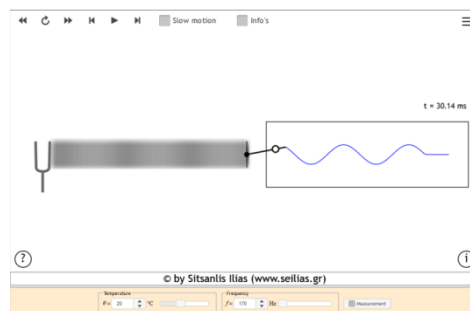 Slow motion Info's
t = 30.14 ms
? i
© by Sitsanlis Ilias (www.seilias.gr)
Temperature Frequency
θ = 20 °C f = 170 Hz Measurement